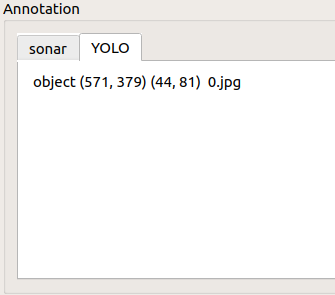 Annotation
sonar YOLO
object (571, 379) (44, 81)  0.jpg